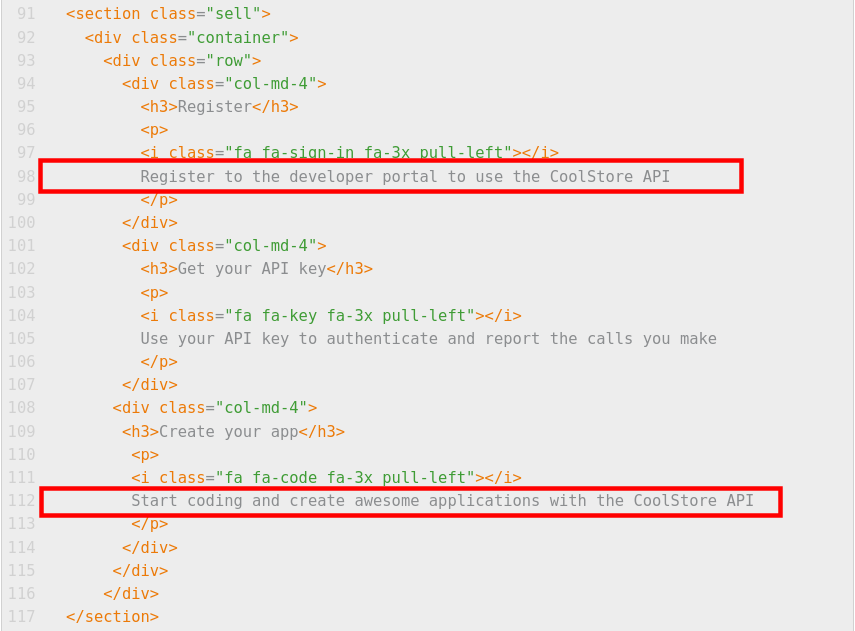 91 <section class="sell">
92 <div class="container">
93 <div class="row">
94 <div class="col-md-4">
95 <h3>Register</h3>
96 <p>
97 <i class="fa fa-sign-in fa-3x pull-left"></i>
98 Register to the developer portal to use the CoolStore API
99 </p>
100 </div>
101 <div class="col-md-4">
102 <h3>Get your API key</h3>
103 <p>
104 <i class="fa fa-key fa-3x pull-left"></i>
105 Use your API key to authenticate and report the calls you make
106 </p>
107 </div>
108 <div class="col-md-4">
109 <h3>Create your app</h3>
110 <p>
111 <i class="fa fa-code fa-3x pull-left"></i>
112 Start coding and create awesome applications with the CoolStore API
113 </p>
114 </div>
115 </div>
116 </div>
117 </section>